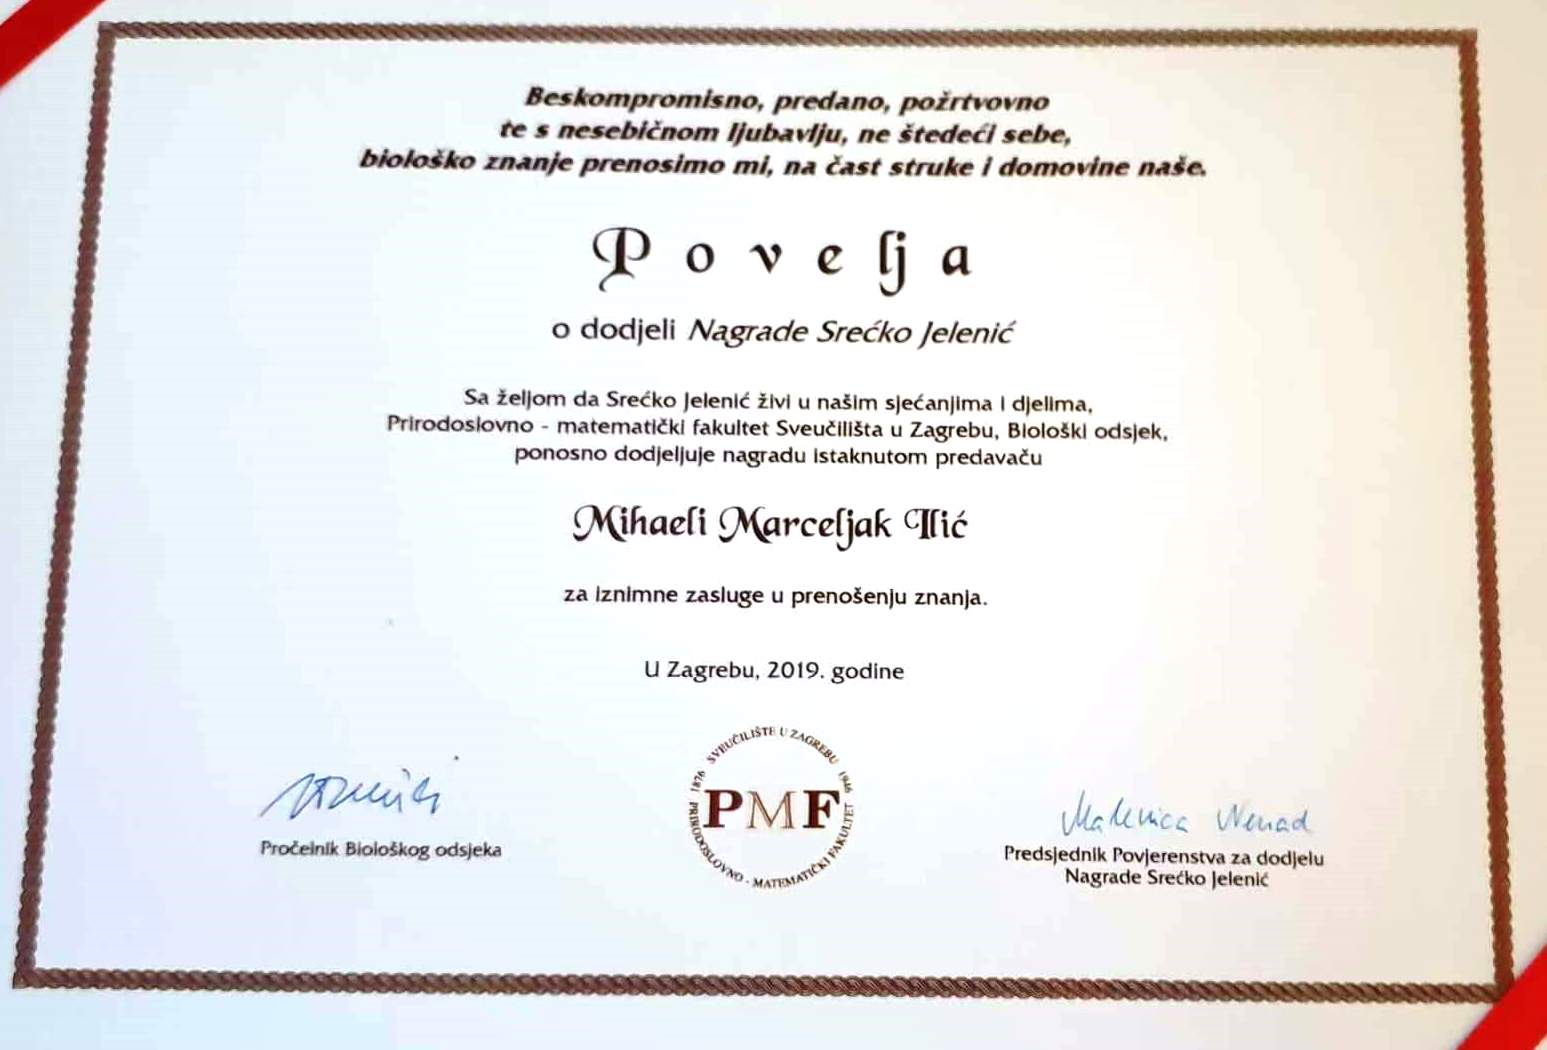 Beskompromisno, predano, požrtvovno
te s nesebičnom ljubavlju, ne štedeći sebe,
biološko znanje prenosimo mi, na čast struke i domovine naše.
Povelja
o dodjeli Nagrade Srećko Jelenić
Sa željom da Srećko Jelenić živi u našim sjećanjima i djelima,
Prirodoslovno - matematički fakultet Sveučilišta u Zagrebu, Biološki odsjek,
ponosno dodjeljuje nagradu istaknutom predavaču
Mihaeli Marceljak Ilić
za iznimne zasluge u prenošenju znanja.
U Zagrebu, 2019. godine
SVEUČILIŠTE U ZAGREBU
1876 PMF 1946
PRIRODOSLOVNO - MATEMATIČKI FAKULTET
Pročelnik Biološkog odsjeka
Malenica Nenad
Predsjednik Povjerenstva za dodjelu
Nagrade Srećko Jelenić